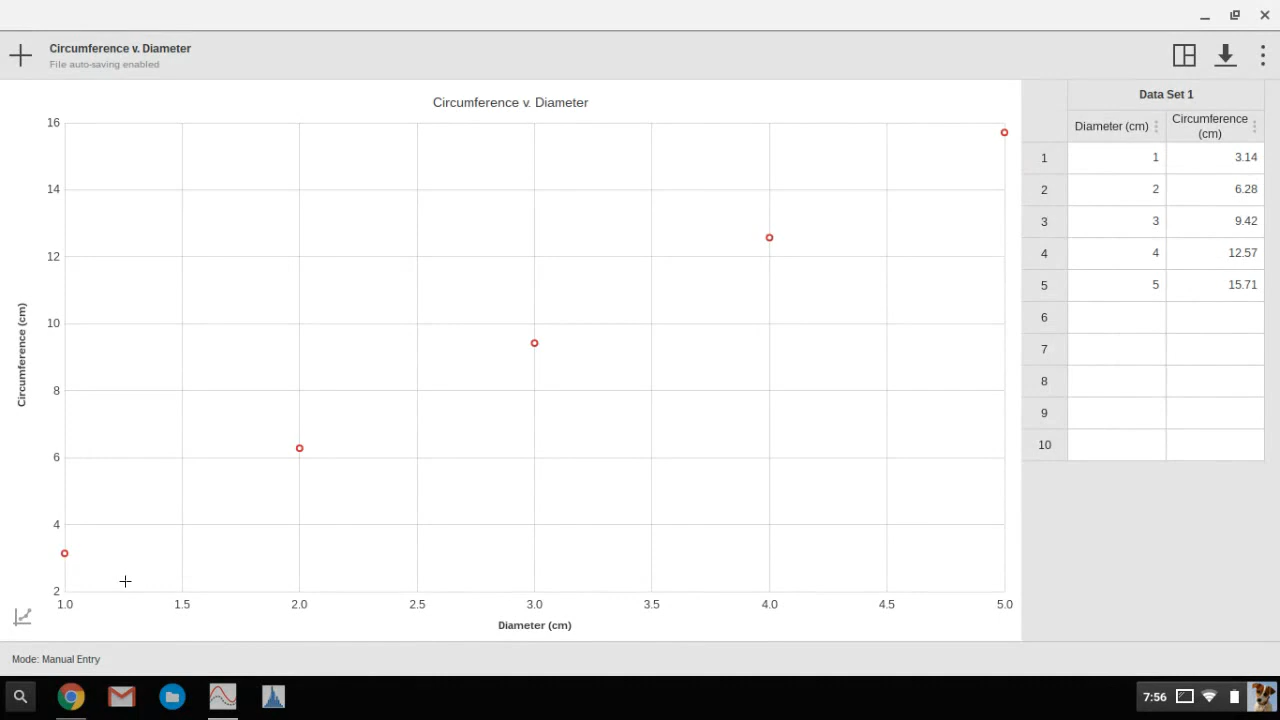 Circumference v. Diameter
File auto-saving enabled
Circumference v. Diameter
16
14
12
10
8
6
4
2
Circumference (cm)
1.0 1.5 2.0 2.5 3.0 3.5 4.0 4.5 5.0
Diameter (cm)
Data Set 1
Diameter (cm) Circumference
(cm)
1 1 3.14
2 2 6.28
3 3 9.42
4 4 12.57
5 5 15.71
6
7
8
9
10
Mode: Manual Entry
7:56